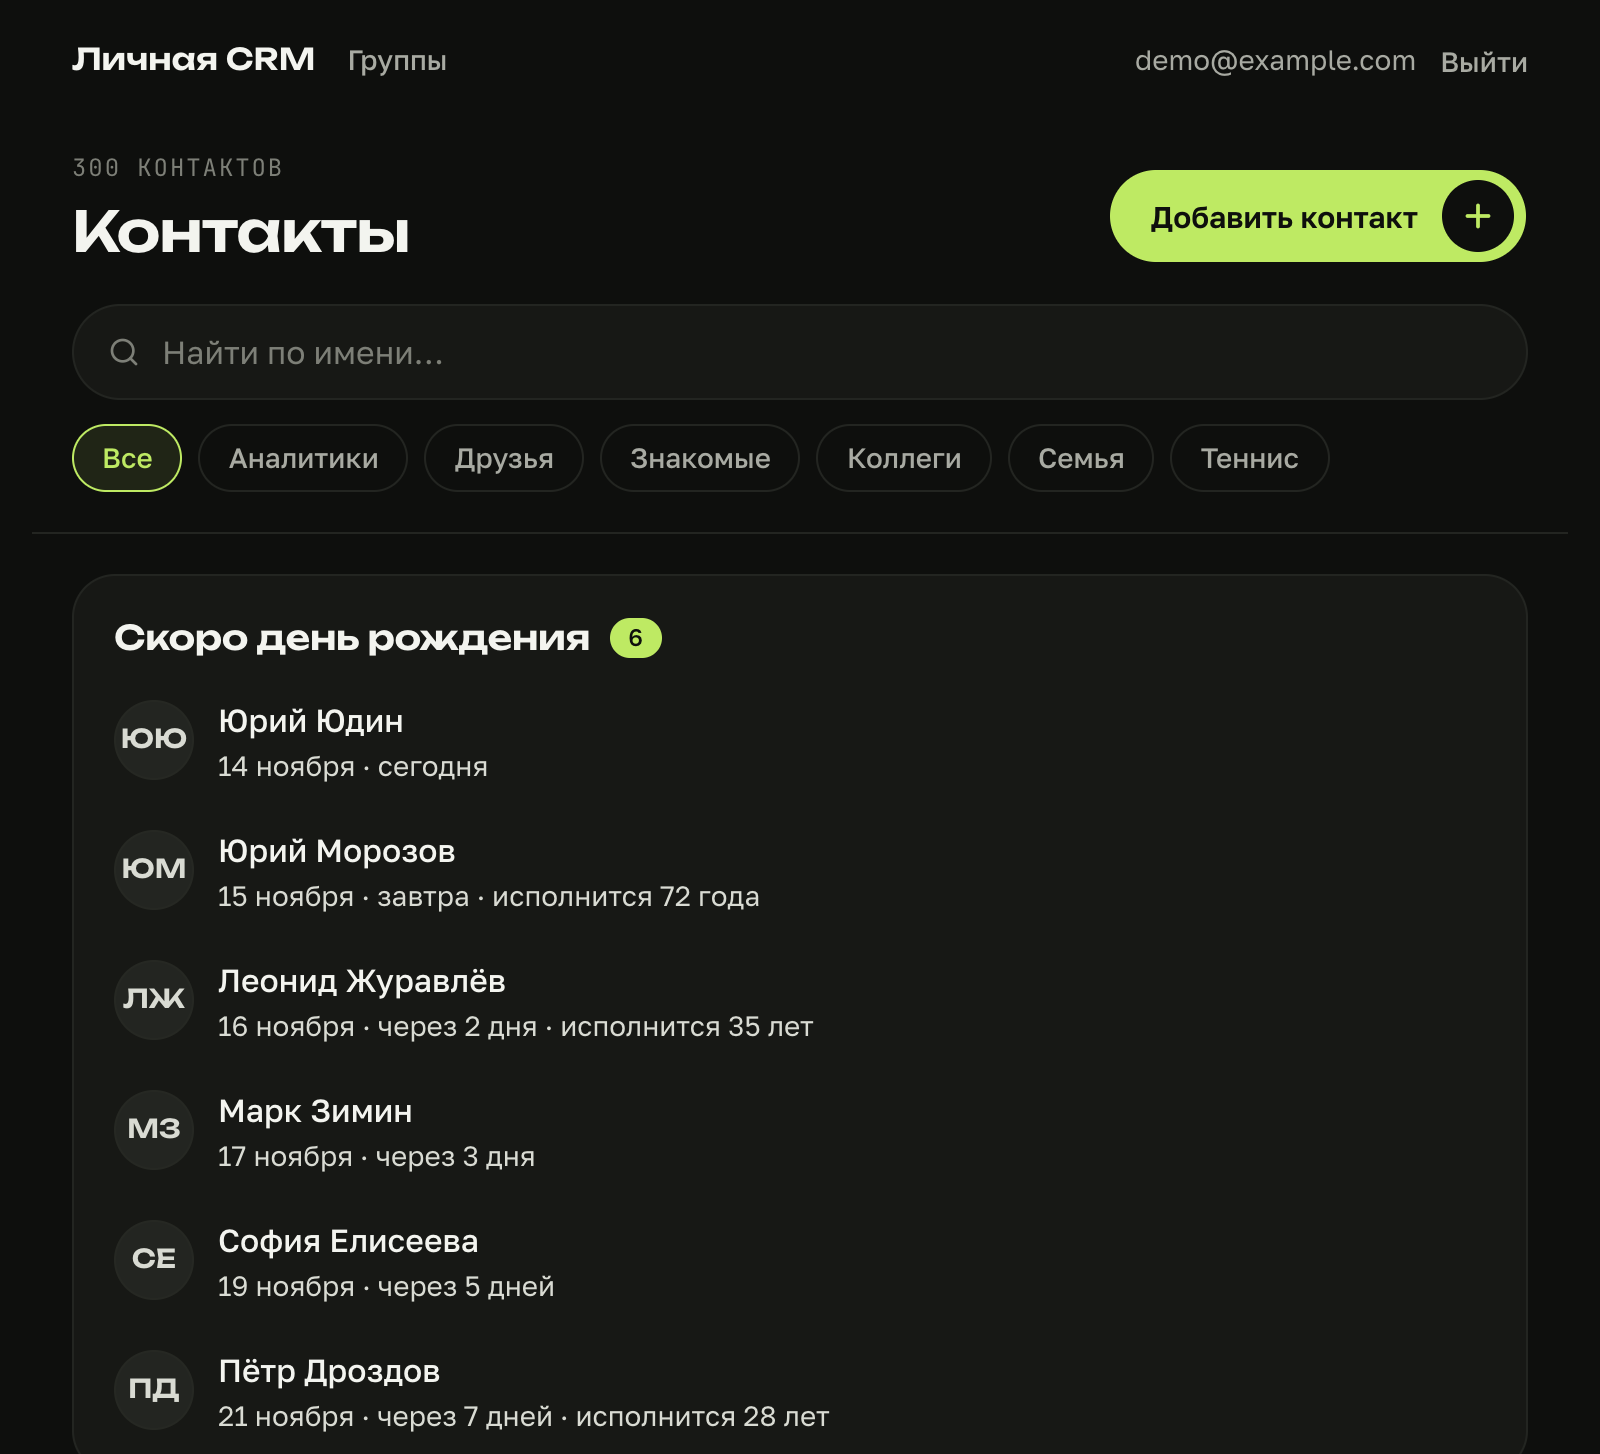 Личная CRM Группы demo@example.com Выйти
300 КОНТАКТОВ
Контакты
Добавить контакт
Найти по имени...
Все Аналитики Друзья Знакомые Коллеги Семья Теннис
Скоро день рождения 6
ЮЮ Юрий Юдин
14 ноября · сегодня
ЮМ Юрий Морозов
15 ноября · завтра · исполнится 72 года
ЛЖ Леонид Журавлёв
16 ноября · через 2 дня · исполнится 35 лет
МЗ Марк Зимин
17 ноября · через 3 дня
СЕ София Елисеева
19 ноября · через 5 дней
ПД Пётр Дроздов
21 ноября · через 7 дней · исполнится 28 лет